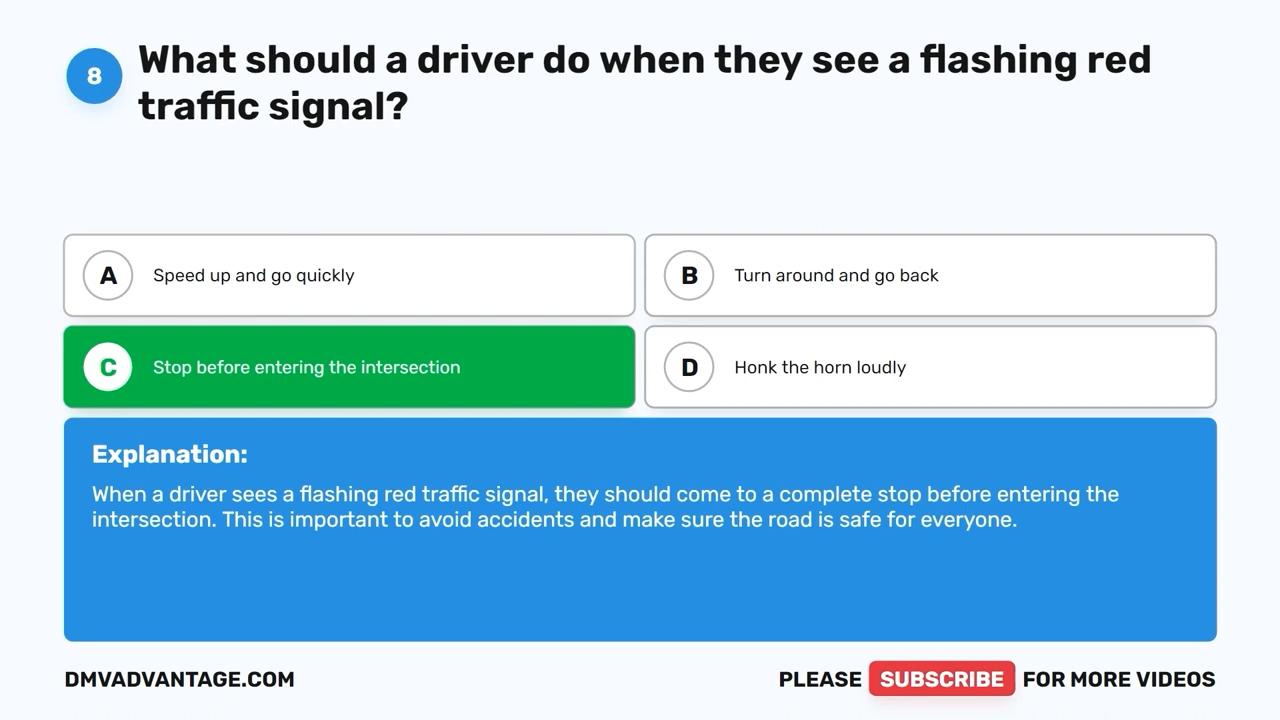 8
What should a driver do when they see a flashing red
traffic signal?
A
Speed up and go quickly
B
Turn around and go back
C
Stop before entering the intersection
D
Honk the horn loudly
Explanation:
When a driver sees a flashing red traffic signal, they should come to a complete stop before entering the
intersection. This is important to avoid accidents and make sure the road is safe for everyone.
DMVADVANTAGE.COM
PLEASE SUBSCRIBE FOR MORE VIDEOS